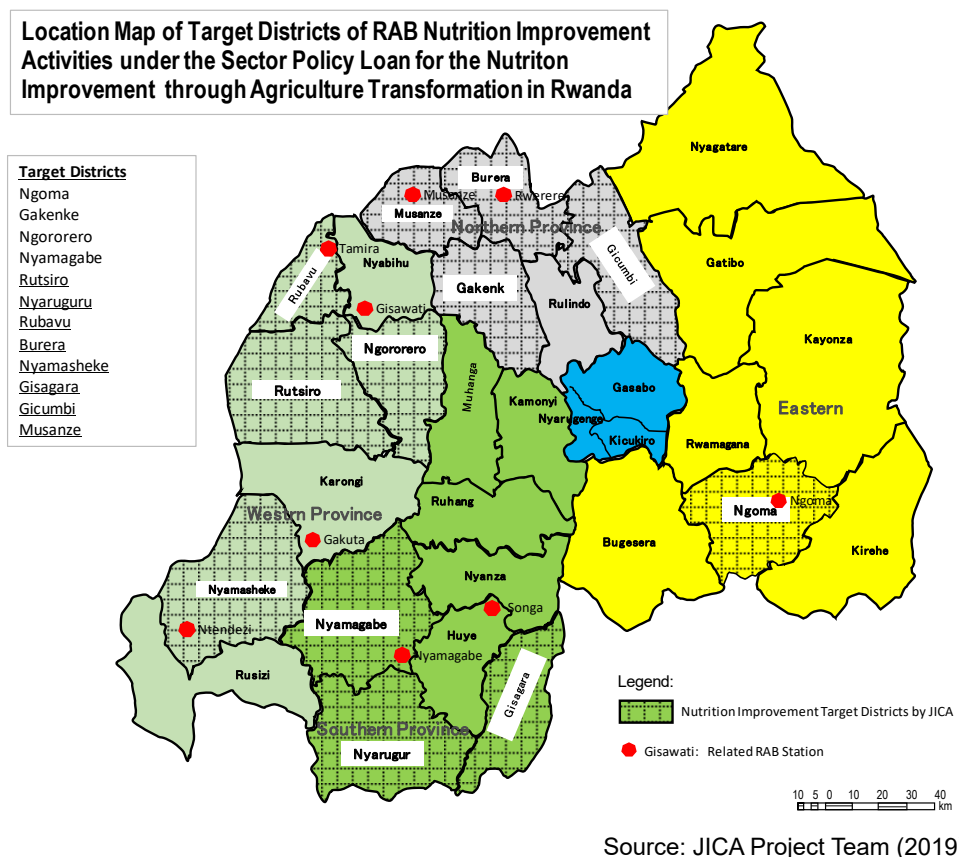 Location Map of Target Districts of RAB Nutrition Improvement
Activities under the Sector Policy Loan for the Nutriton
Improvement through Agriculture Transformation in Rwanda
Target Districts
Ngoma
Gakenke
Ngororero
Nyamagabe
Rutsiro
Nyaruguru
Rubavu
Burera
Nyamasheke
Gisagara
Gicumbi
Musanze
Nyagatare
Burera
Musanze
Rwerere
Musanze
Northern Province
Tamira
Nyabihu
Rubavu
Gicumbi
Gatibo
Gakenk
Rulindo
Gisawati
Kayonza
Ngororero
Muhanga
Gasabo
Rutsiro
Kamonyi
Nyarugenge
Eastern
Kicukiro
Rwamagana
Karongi
Ruhang
Ngoma
Ngoma
Westrn Province
Gakuta
Bugesera
Kirehe
Nyanza
Nyamasheke
Songa
Nyamagabe
Ntendezi
Huye
Nyamagabe
Rusizi
Gisagara
Southern Province
Nyarugur
Legend:
Nutrition Improvement Target Districts by JICA
Gisawati: Related RAB Station
10 5 0 10 20 30 40
km
Source: JICA Project Team (2019